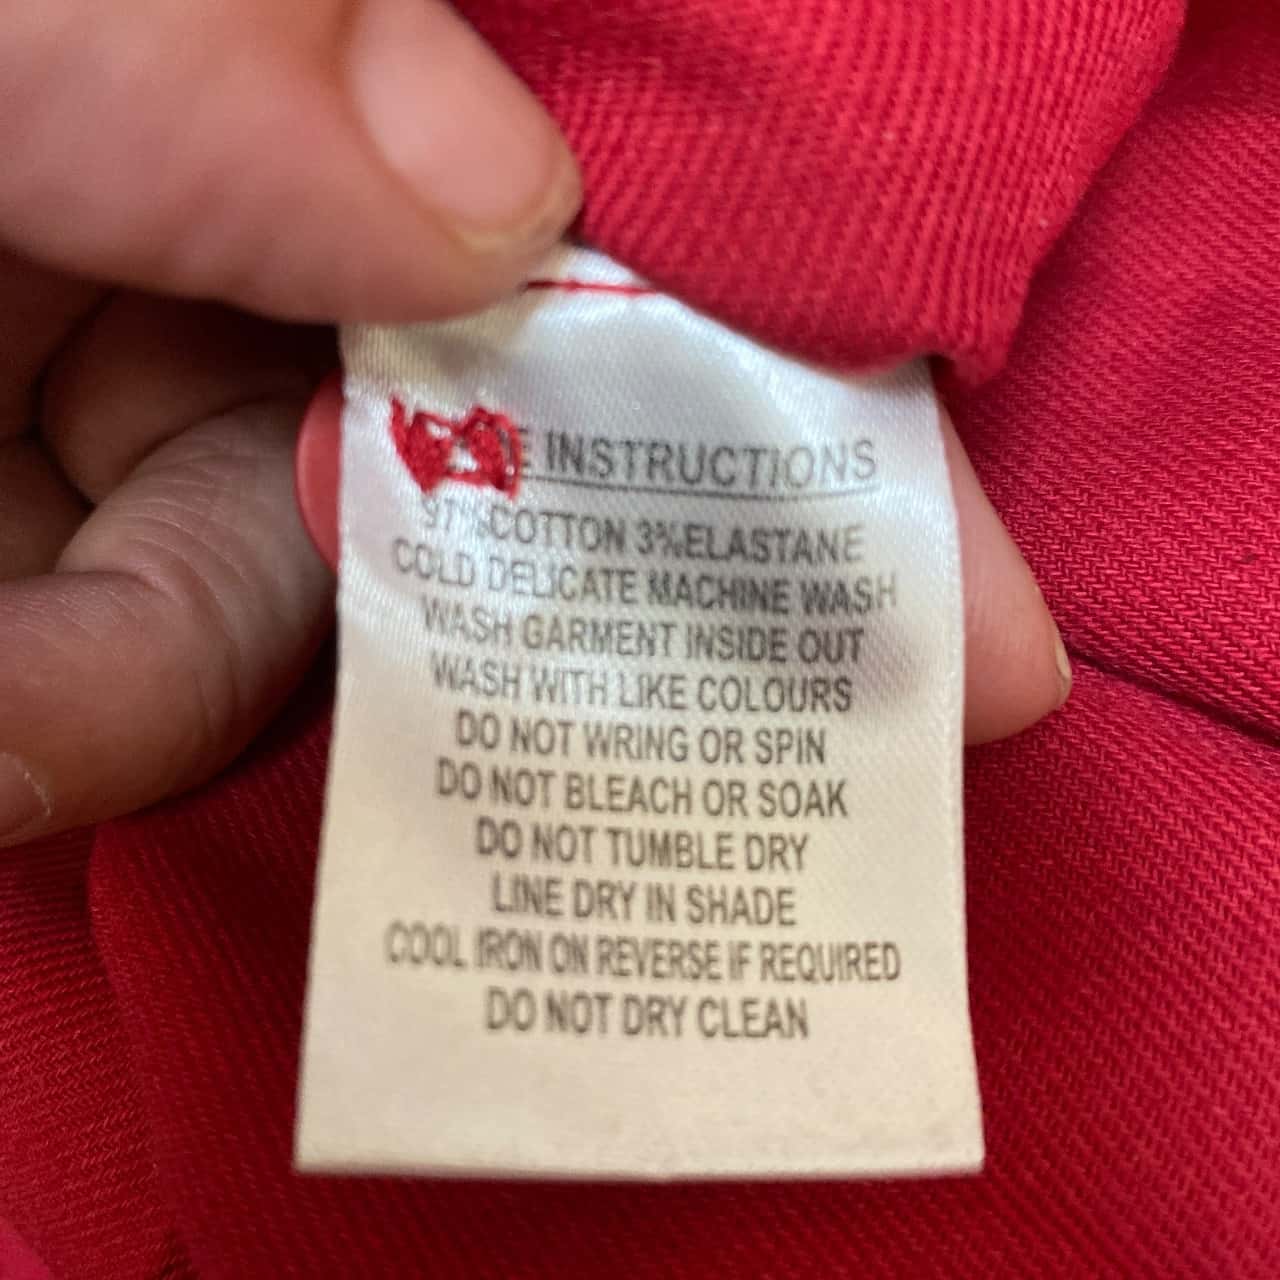 E INSTRUCTIONS
97%COTTON 3%ELASTANE
COLD DELICATE MACHINE WASH
WASH GARMENT INSIDE OUT
WASH WITH LIKE COLOURS
DO NOT WRING OR SPIN
DO NOT BLEACH OR SOAK
DO NOT TUMBLE DRY
LINE DRY IN SHADE
COOL IRON ON REVERSE IF REQUIRED
DO NOT DRY CLEAN